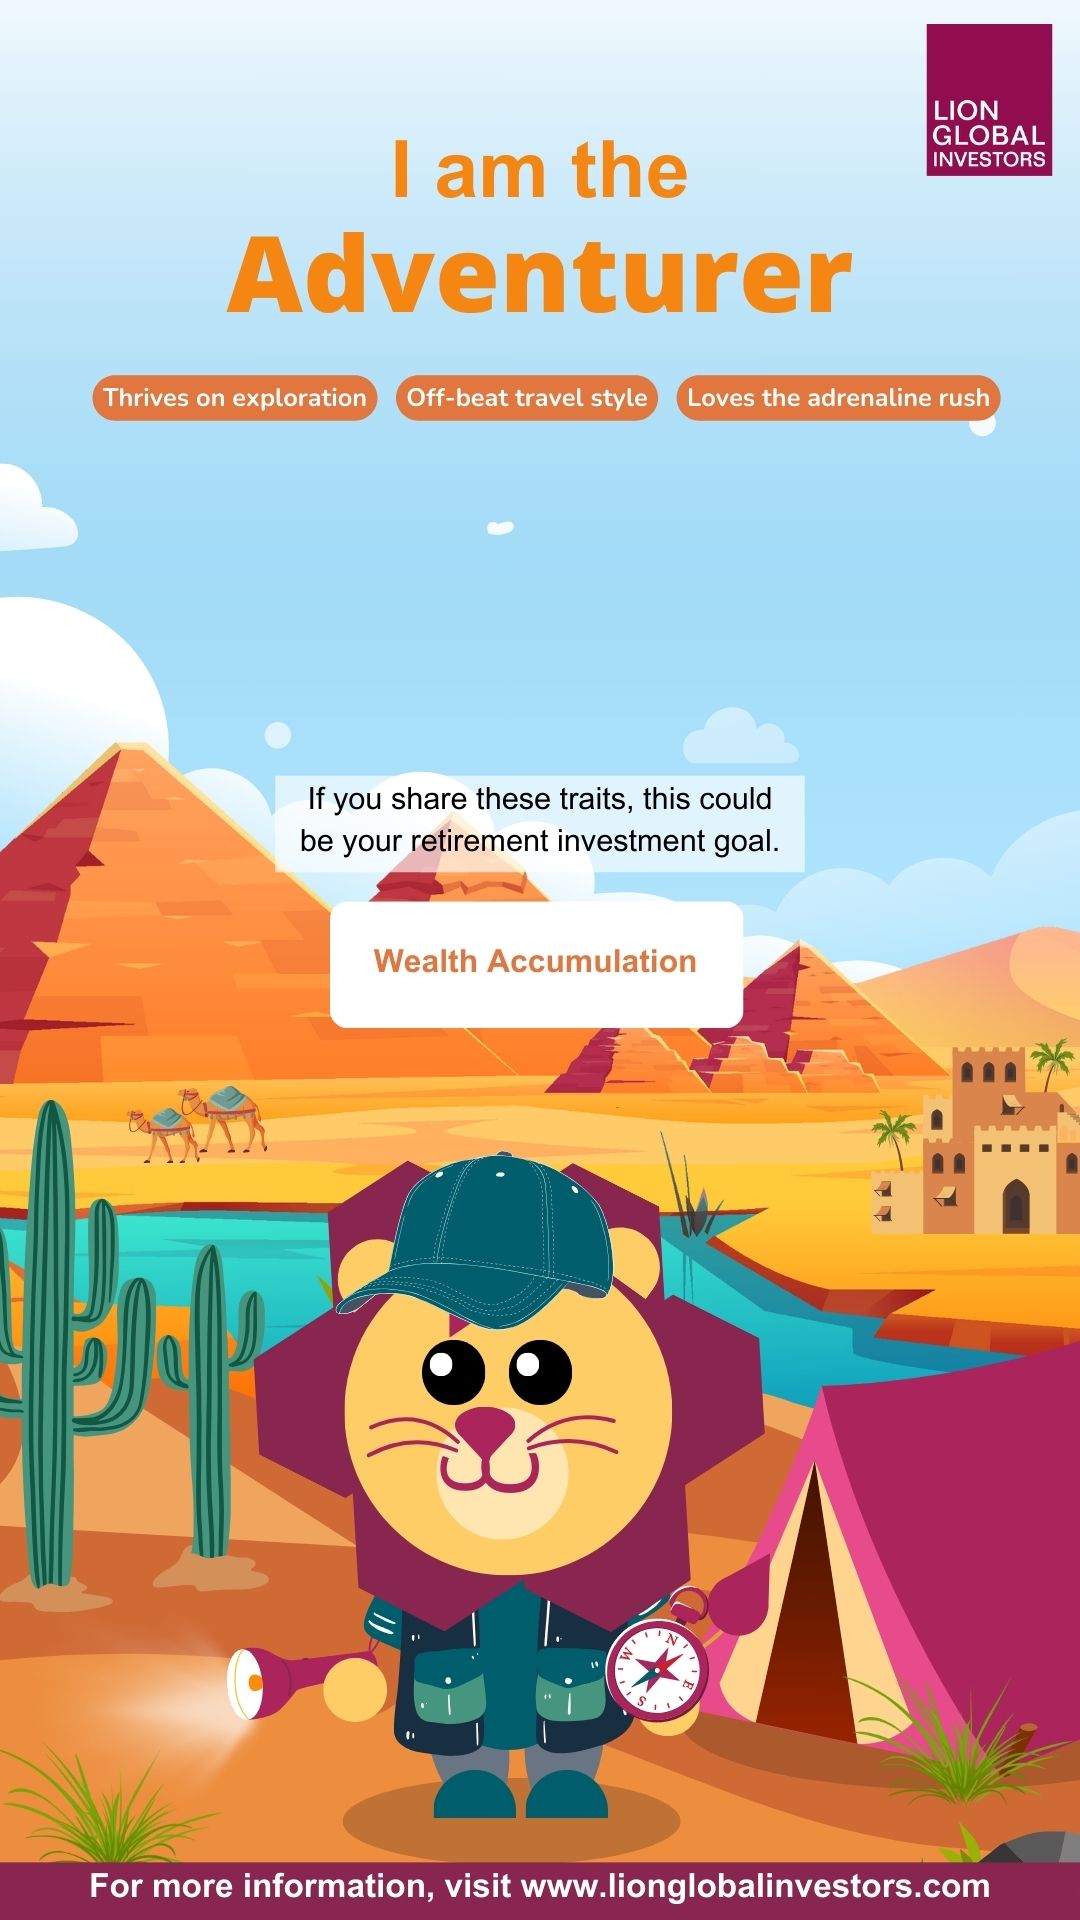 LION
GLOBAL
INVESTORS
I am the
Adventurer
Thrives on exploration
Off-beat travel style
Loves the adrenaline rush
If you share these traits, this could
be your retirement investment goal.
Wealth Accumulation
N
E
S
W
For more information, visit www.lionglobalinvestors.com